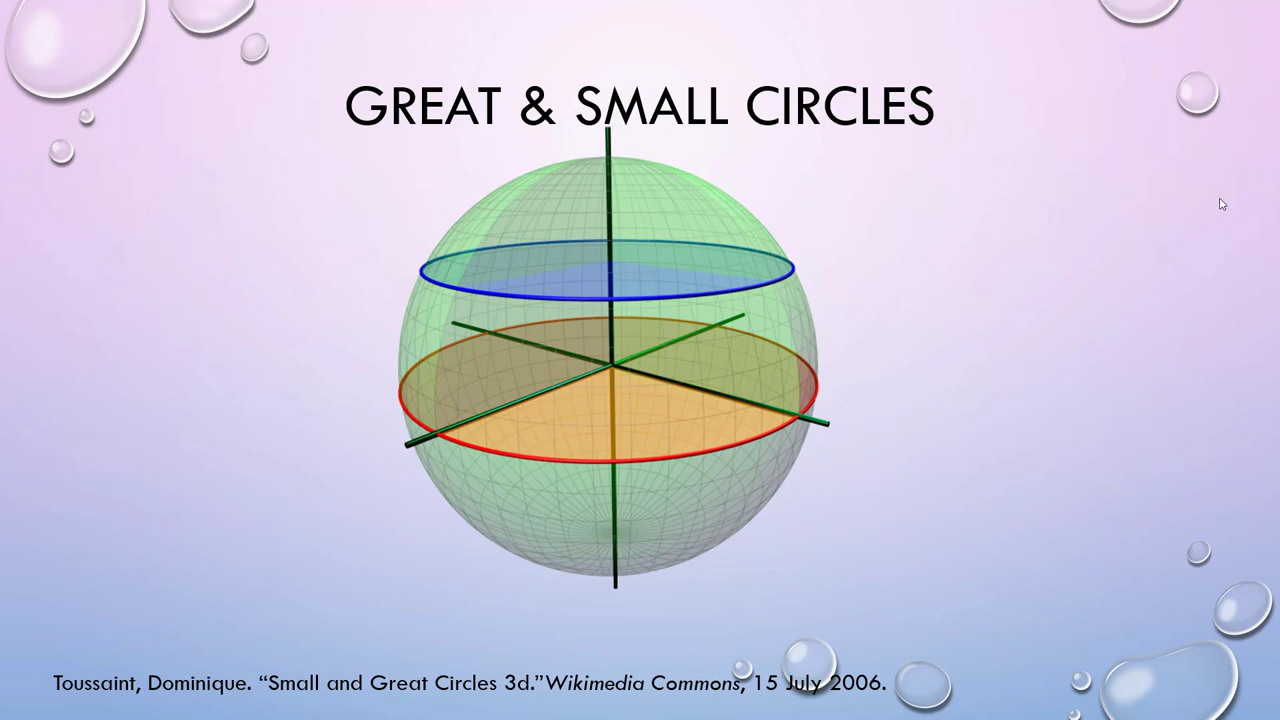 GREAT & SMALL CIRCLES
Toussaint, Dominique. “Small and Great Circles 3d.”Wikimedia Commons, 15 July 2006.